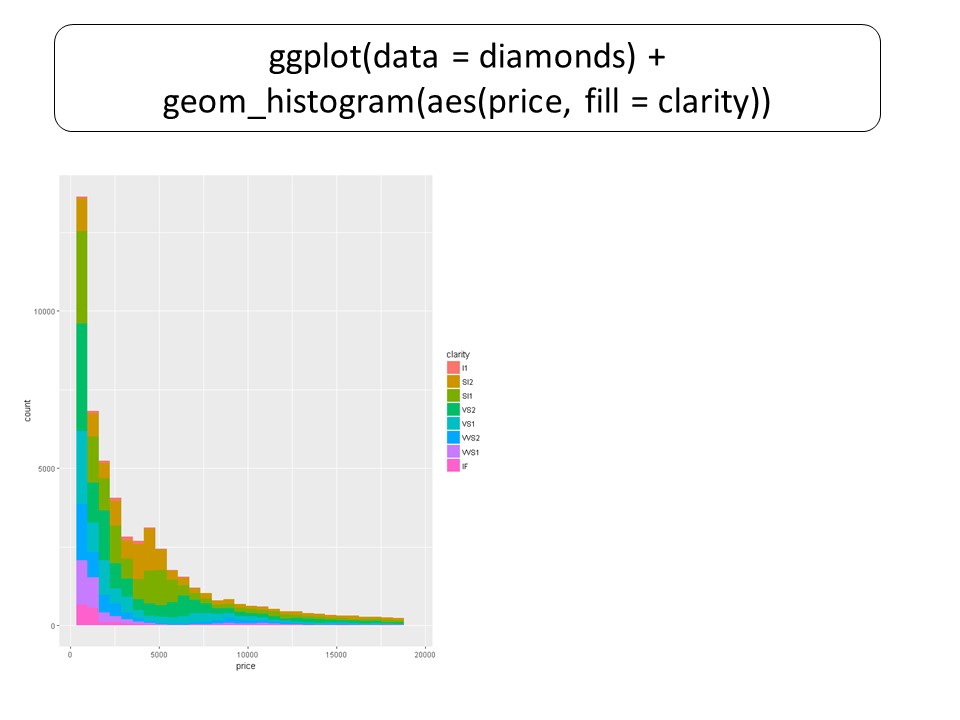 ggplot(data = diamonds) +
geom_histogram(aes(price, fill = clarity))
10000
5000
0
count
0 5000 10000 15000 20000
price
clarity
I1
SI2
SI1
VS2
VS1
VVS2
VVS1
IF